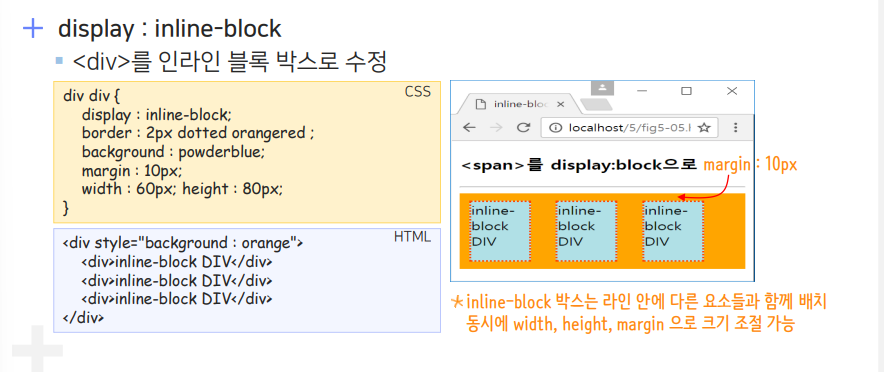 display : inline-block
<div>를 인라인 블록 박스로 수정
CSS
div div {
display : inline-block;
border : 2px dotted orangered ;
background : powderblue;
margin : 10px;
width : 60px; height : 80px;
}
HTML
<div style="background : orange">
<div>inline-block DIV</div>
<div>inline-block DIV</div>
<div>inline-block DIV</div>
</div>
inline-bloc
localhost/5/fig5-05.l
<span>를 display:block으로
margin : 10px
inline-
block
DIV
inline-
block
DIV
inline-
block
DIV
*inline-block 박스는 라인 안에 다른 요소들과 함께 배치
동시에 width, height, margin 으로 크기 조절 가능